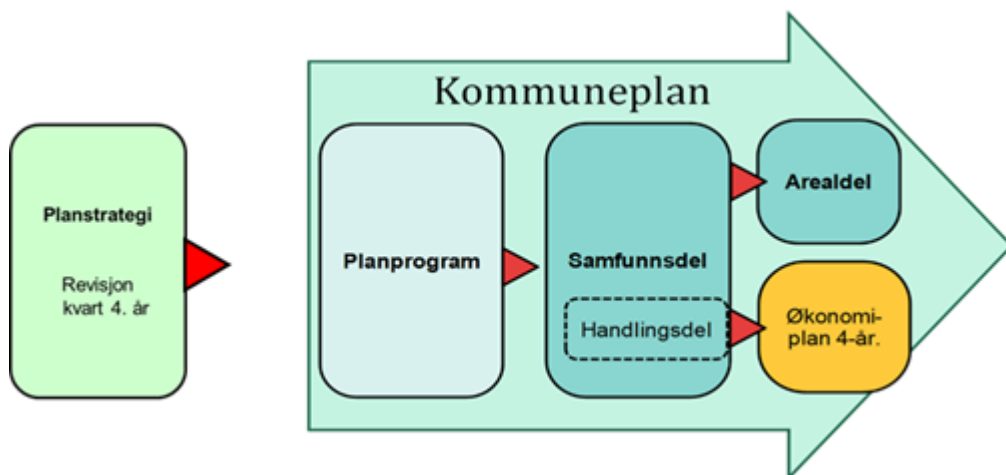 Kommuneplan
Planstrategi
Revisjon
kvart 4. år
Planprogram
Samfunnsdel
Handlingsdel
Arealdel
Økonomi-
plan 4-år.